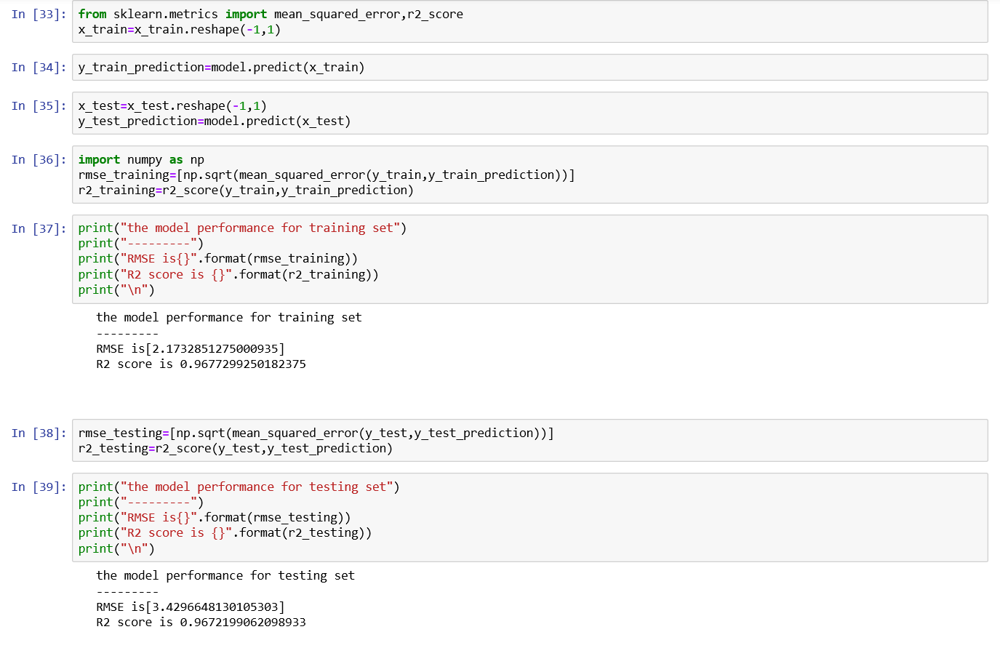 In [33]: from sklearn.metrics import mean_squared_error,r2_score
x_train=x_train.reshape(-1,1)
In [34]: y_train_prediction=model.predict(x_train)
In [35]: x_test=x_test.reshape(-1,1)
y_test_prediction=model.predict(x_test)
In [36]: import numpy as np
rmse_training=[np.sqrt(mean_squared_error(y_train,y_train_prediction))]
r2_training=r2_score(y_train,y_train_prediction)
In [37]: print("the model performance for training set")
print("---------")
print("RMSE is{}".format(rmse_training))
print("R2 score is {}".format(r2_training))
print("\n")
the model performance for training set
---------
RMSE is[2.1732851275000935]
R2 score is 0.9677299250182375
In [38]: rmse_testing=[np.sqrt(mean_squared_error(y_test,y_test_prediction))]
r2_testing=r2_score(y_test,y_test_prediction)
In [39]: print("the model performance for testing set")
print("---------")
print("RMSE is{}".format(rmse_testing))
print("R2 score is {}".format(r2_testing))
print("\n")
the model performance for testing set
---------
RMSE is[3.4296648130105303]
R2 score is 0.9672199062098933